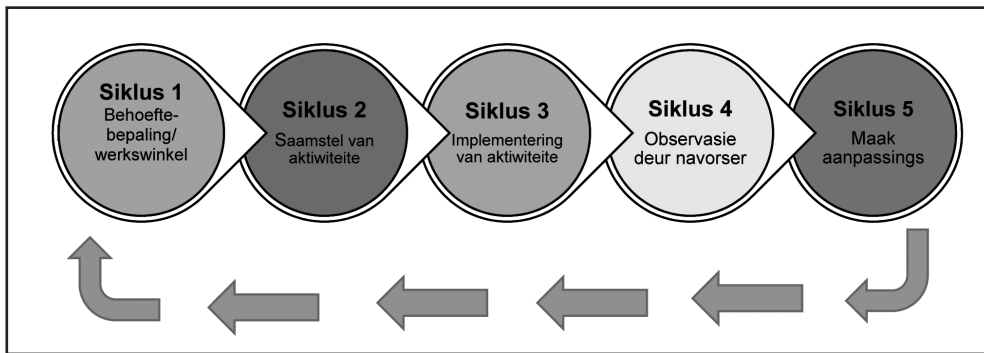 Siklus 1
Behoefte-
bepaling/
werkswinkel
Siklus 2
Saamstel van
aktiwiteite
Siklus 3
Implementering
van aktiwiteite
Siklus 4
Observasie
deur navorser
Siklus 5
Maak
aanpassings